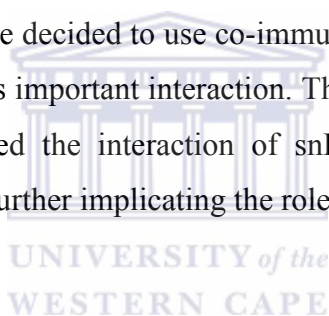 e decided to use co-immu
s important interaction. Th
ed the interaction of snl
urther implicating the role
UNIVERSITY of the
WESTERN CAPE